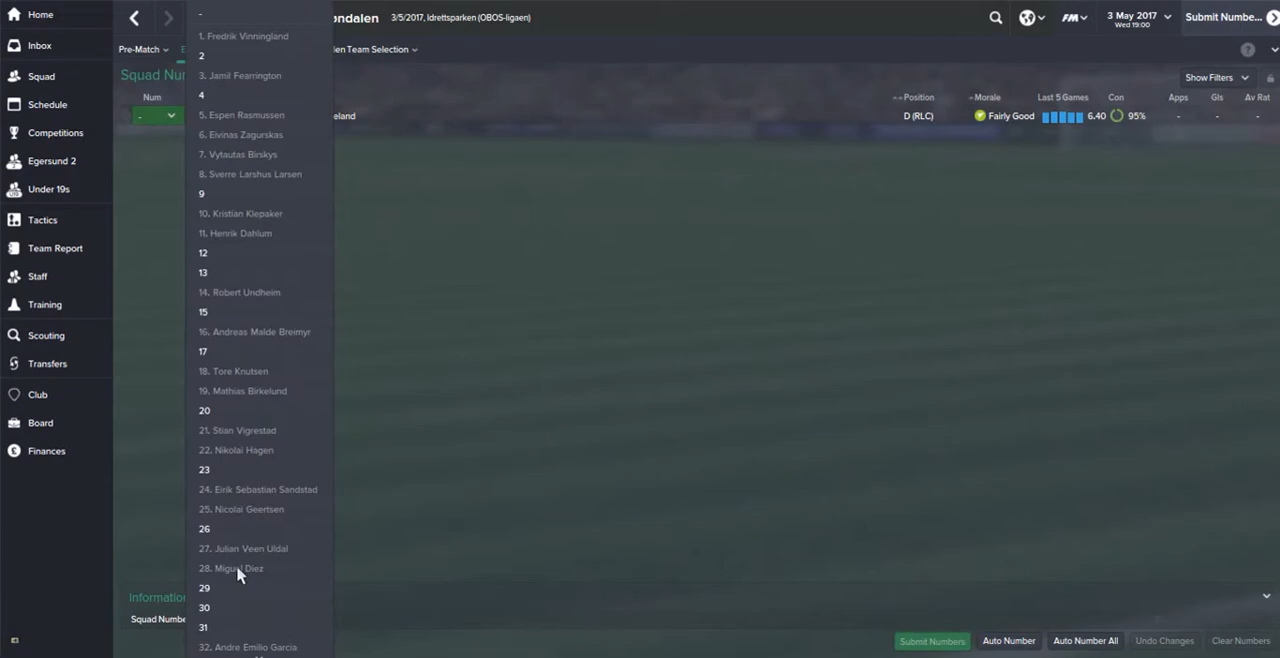 Home
Inbox
Squad
Schedule
Competitions
Egersund 2
Under 19s
Tactics
Team Report
Staff
Training
Scouting
Transfers
Club
Board
Finances
ondalen 3/5/2017, Idrettsparken (OBOS-ligaen)
FM
3 May 2017
Wed 19:00
Submit Numbe...
Pre-Match
len Team Selection
Squad Nur
Show Filters
Num
Position Morale Last 5 Games Con Apps Gls Av Rat
- eland D (RLC) Fairly Good 6.40 95% - - -
-
1. Fredrik Vinningland
2
3. Jamil Fearrington
4
5. Espen Rasmussen
6. Eivinas Zagurskas
7. Vytautas Birskys
8. Sverre Larshus Larsen
9
10. Kristian Klepaker
11. Henrik Dahlum
12
13
14. Robert Undheim
15
16. Andreas Malde Breimyr
17
18. Tore Knutsen
19. Mathias Birkelund
20
21. Stian Vigrestad
22. Nikolai Hagen
23
24. Eirik Sebastian Sandstad
25. Nicolai Geertsen
26
27. Julian Veen Uldal
28. Miguel Diez
29
30
31
32. Andre Emilio Garcia
Informatio
Squad Numbe
Submit Numbers Auto Number Auto Number All Undo Changes Clear Numbers